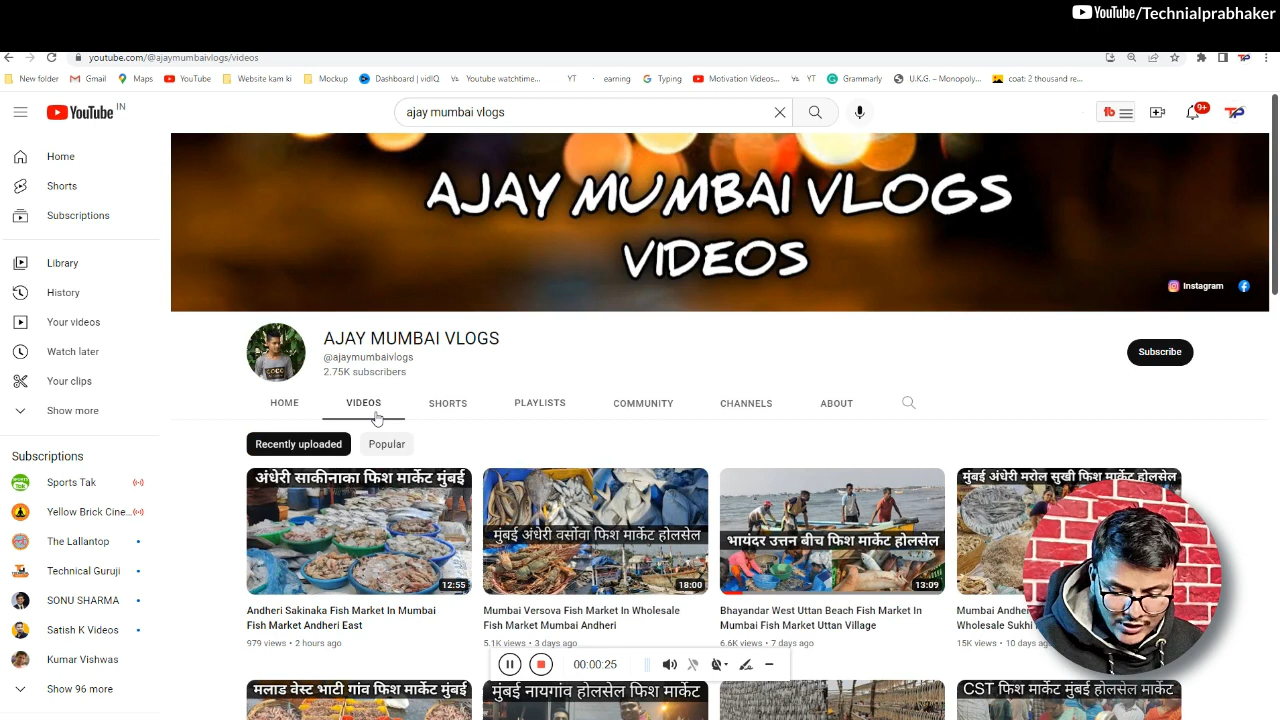 YouTube/Technialprabhaker
youtube.com/@ajaymumbaivlogs/videos
New folder
Gmail
Maps
YouTube
Website kam ki
Mockup
Dashboard | vidIQ
Youtube watchtime...
YT
earning
Typing
Motivation Videos...
YT
Grammarly
U.K.G. – Monopoly...
coat: 2 thousand re...
YouTube IN
ajay mumbai vlogs
9+
Home
Shorts
Subscriptions
Library
History
Your videos
Watch later
Your clips
Show more
Subscriptions
Sports Tak
Yellow Brick Cine...
The Lallantop
Technical Guruji
SONU SHARMA
Satish K Videos
Kumar Vishwas
Show 96 more
AJAY MUMBAI VLOGS
VIDEOS
Instagram
AJAY MUMBAI VLOGS
@ajaymumbaivlogs
2.75K subscribers
Subscribe
HOME
VIDEOS
SHORTS
PLAYLISTS
COMMUNITY
CHANNELS
ABOUT
Recently uploaded
Popular
अंधेरी साकीनाका फिश मार्केट मुंबई
12:55
Andheri Sakinaka Fish Market In Mumbai
Fish Market Andheri East
979 views • 2 hours ago
मुंबई अंधेरी वर्सोवा फिश मार्केट होलसेल
18:00
Mumbai Versova Fish Market In Wholesale
Fish Market Mumbai Andheri
5.1K views • 3 days ago
भायंदर उत्तन बीच फिश मार्केट होलसेल
13:09
Bhayandar West Uttan Beach Fish Market In
Mumbai Fish Market Uttan Village
6.6K views • 7 days ago
मुंबई अंधेरी मरोल सुखी फिश मार्केट होलसेल
Mumbai Andhe
Wholesale Sukhi
15K views • 10 days
00:00:25
मलाड वेस्ट भाटी गांव फिश मार्केट मुंबई
मुंबई नायगांव होलसेल फिश मार्केट
CST फिश मार्केट मुंबई होलसेल मार्केट